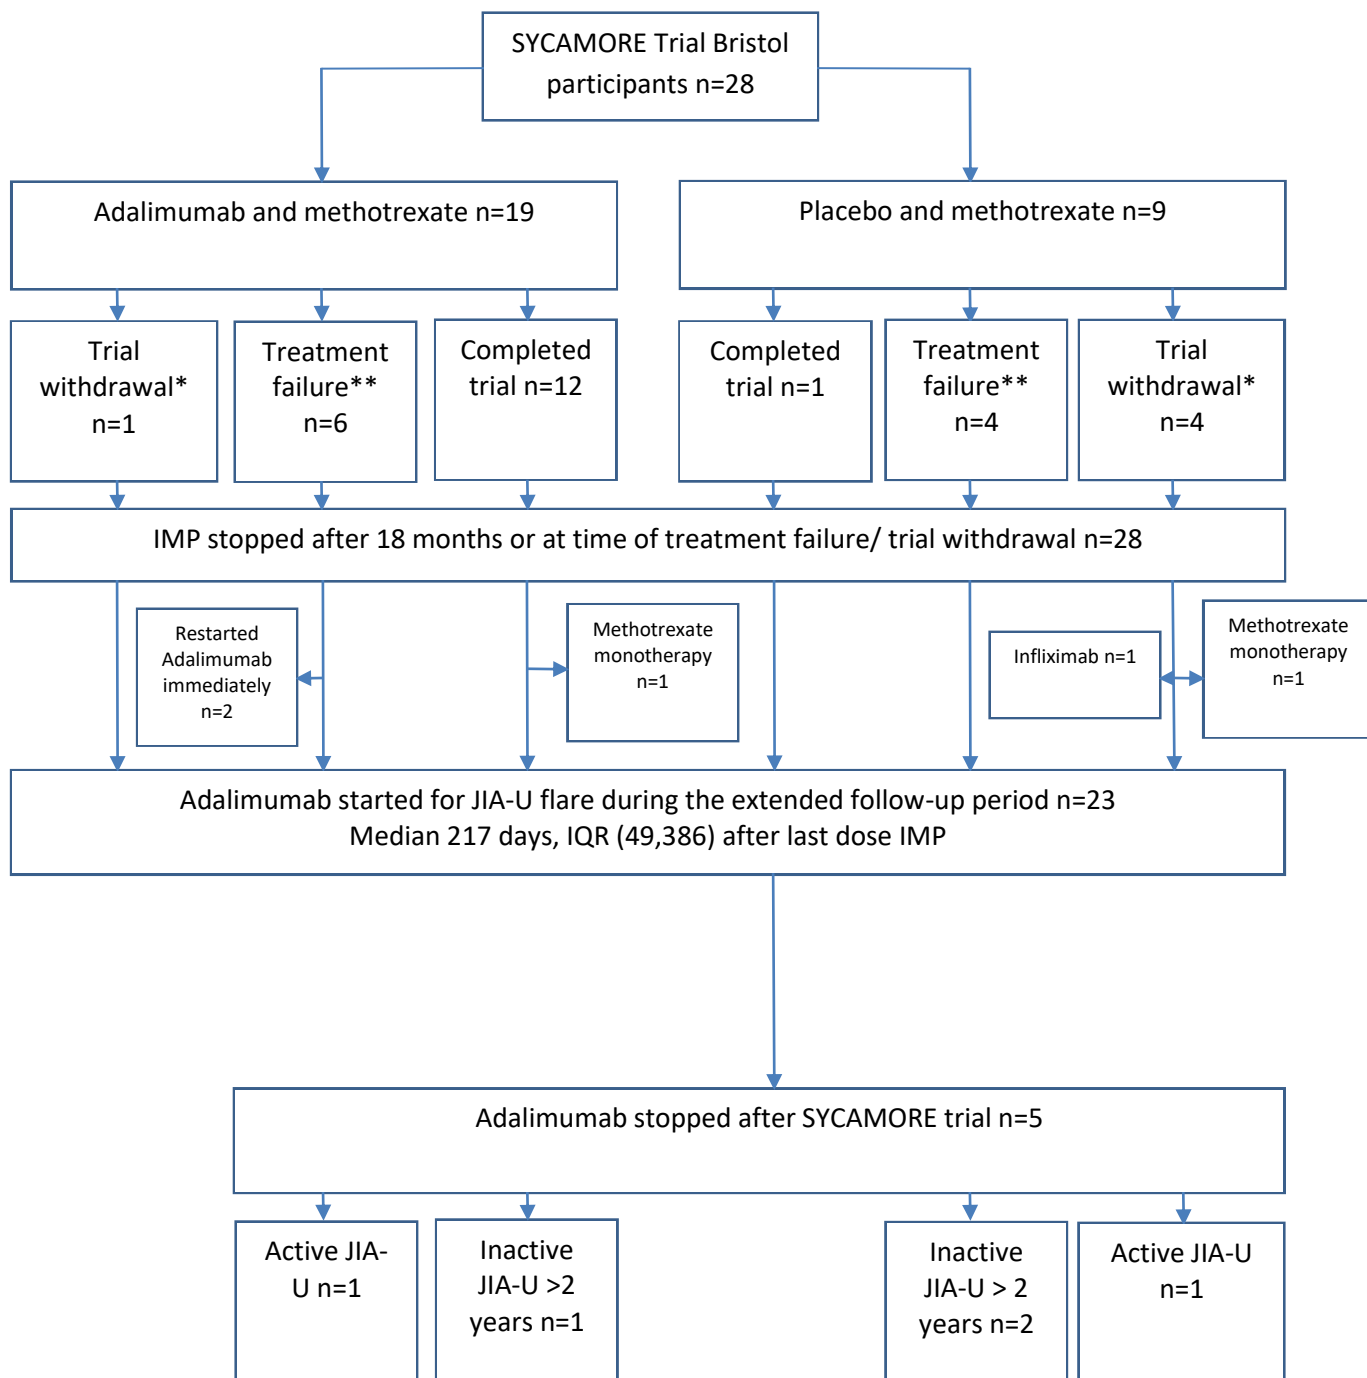 SYCAMORE Trial Bristol
participants n=28
Adalimumab and methotrexate n=19
Placebo and methotrexate n=9
Trial
withdrawal*
n=1
Treatment
failure**
n=6
Completed
trial n=12
Completed
trial n=1
Treatment
failure**
n=4
Trial
withdrawal*
n=4
IMP stopped after 18 months or at time of treatment failure/ trial withdrawal n=28
Restarted
Adalimumab
immediately
n=2
Methotrexate
monotherapy
n=1
Infliximab n=1
Methotrexate
monotherapy
n=1
Adalimumab started for JIA-U flare during the extended follow-up period n=23
Median 217 days, IQR (49,386) after last dose IMP
Adalimumab stopped after SYCAMORE trial n=5
Active JIA-
U n=1
Inactive
JIA-U >2
years n=1
Inactive
JIA-U > 2
years n=2
Active JIA-U
n=1